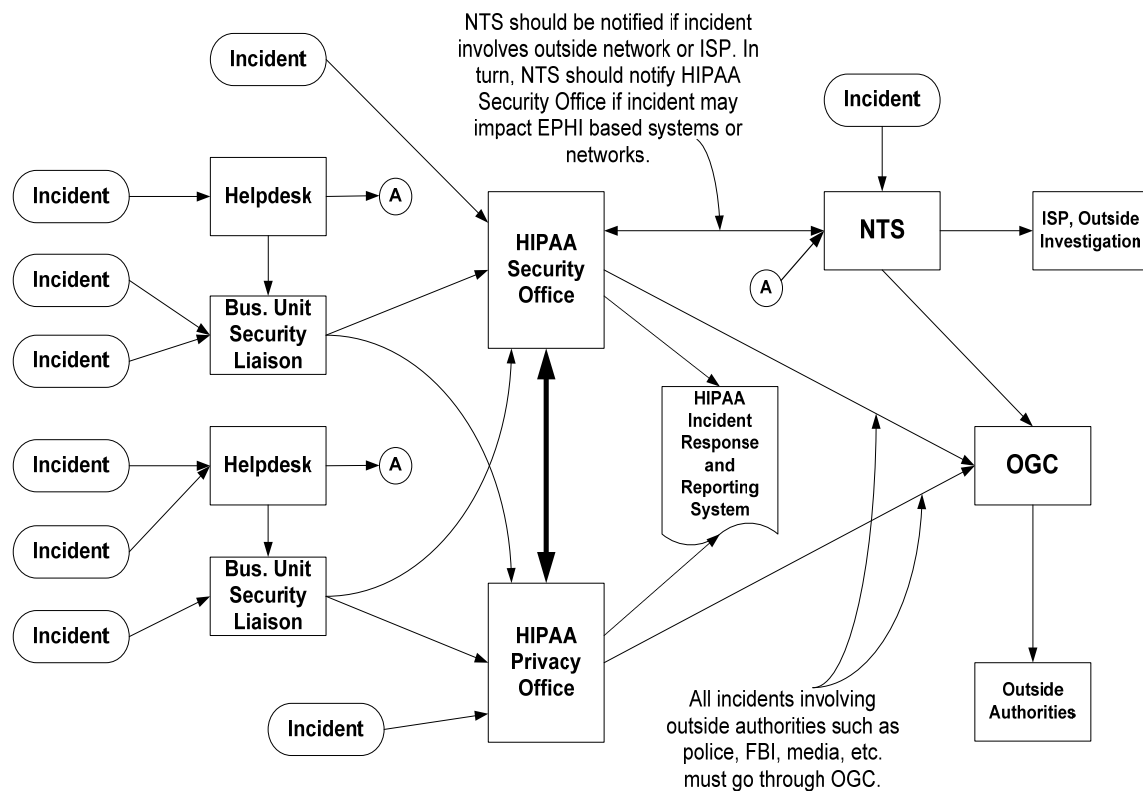 NTS should be notified if incident
involves outside network or ISP. In
turn, NTS should notify HIPAA
Security Office if incident may
impact EPHI based systems or
networks.
Incident
Incident
Incident
Helpdesk
A
HIPAA
Security
Office
NTS
ISP, Outside
Investigation
A
Incident
Bus. Unit
Security
Liaison
Incident
HIPAA
Incident
Response
and
Reporting
System
Incident
Helpdesk
A
OGC
Incident
Bus. Unit
Security
Liaison
Incident
HIPAA
Privacy
Office
Incident
All incidents involving
outside authorities such as
police, FBI, media, etc.
must go through OGC.
Outside
Authorities